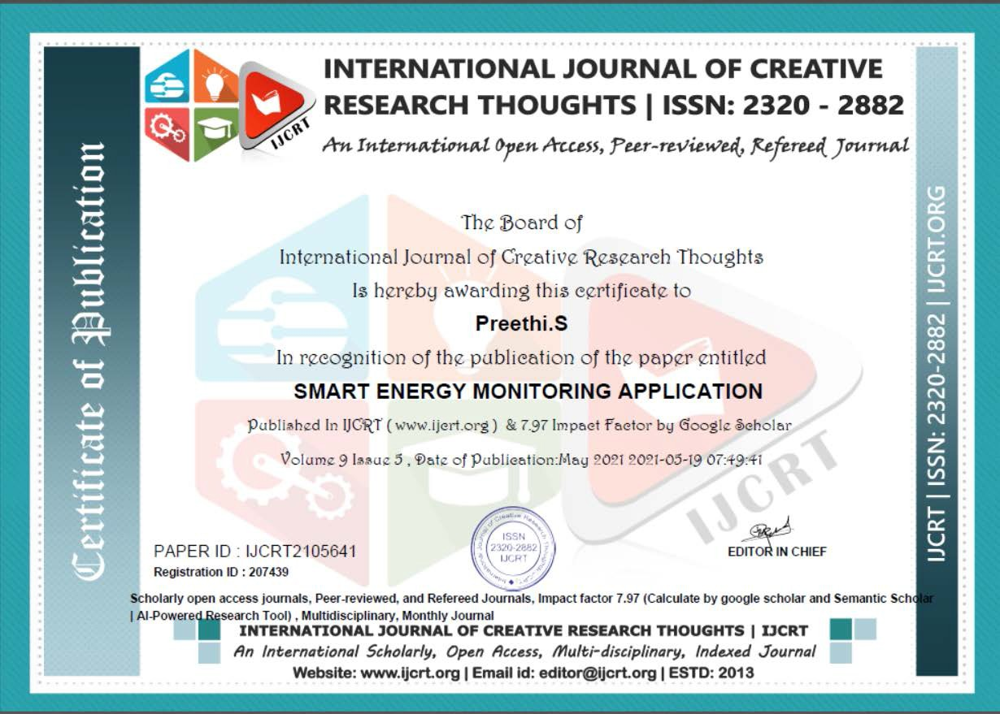 Certificate of Publication
IJCRT
INTERNATIONAL JOURNAL OF CREATIVE
RESEARCH THOUGHTS | ISSN: 2320 - 2882
An International Open Access, Peer-reviewed, Refereed Journal
The Board of
International Journal of Creative Research Thoughts
Is hereby awarding this certificate to
Preethi.S
In recognition of the publication of the paper entitled
SMART ENERGY MONITORING APPLICATION
Published In IJCRT ( www.ijcrt.org ) & 7.97 Impact Factor by Google Scholar
Volume 9 Issue 5 , Date of Publication:May 2021 2021-05-19 07:49:41
IJCRT
PAPER ID : IJCRT2105641
Registration ID : 207439
International Journal of Creative Research Thoughts
ISSN
2320-2882
IJCRT
EDITOR IN CHIEF
Scholarly open access journals, Peer-reviewed, and Refereed Journals, Impact factor 7.97 (Calculate by google scholar and Semantic Scholar
| AI-Powered Research Tool) , Multidisciplinary, Monthly Journal
INTERNATIONAL JOURNAL OF CREATIVE RESEARCH THOUGHTS | IJCRT
An International Scholarly, Open Access, Multi-disciplinary, Indexed Journal
Website: www.ijcrt.org | Email id: editor@ijcrt.org | ESTD: 2013
IJCRT | ISSN: 2320-2882 | IJCRT.ORG